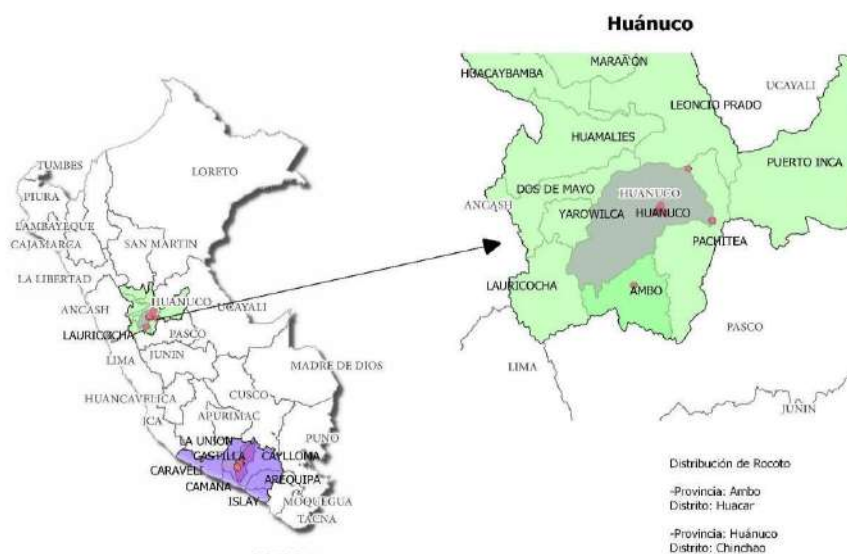 Huánuco
MARAÃ'ÓN
HUACAYBAMBA
UCAYALI
LEONCIO PRADO
HUAMALIES
PUERTO INCA
DOS DE MAYO
HUANUCO
ANCASH
YAROWILCA
HUANUCO
PACHITEA
LAURICOCHA
AMBO
PASCO
LIMA
JUNIN
TUMBES
LORETO
PIURA
LAMBAYEQUE
CAJAMARCA
SAN MARTIN
LA LIBERTAD
ANCASH
HUANUCO
UCAYALI
LAURICOCHA
PASCO
LIMA
JUNIN
MADRE DE DIOS
HUANCAVELICA
CUSCO
ICA
APURIMAC
PUNO
LA UNION
CASTILLA
CAYLLOMA
CARAVELI
AREQUIPA
CAMANA
ISLAY
MOQUEGUA
TACNA
Distribución de Rocoto
-Provincia: Ambo
Distrito: Huacar
-Provincia: Huánuco
Distrito: Chinchao